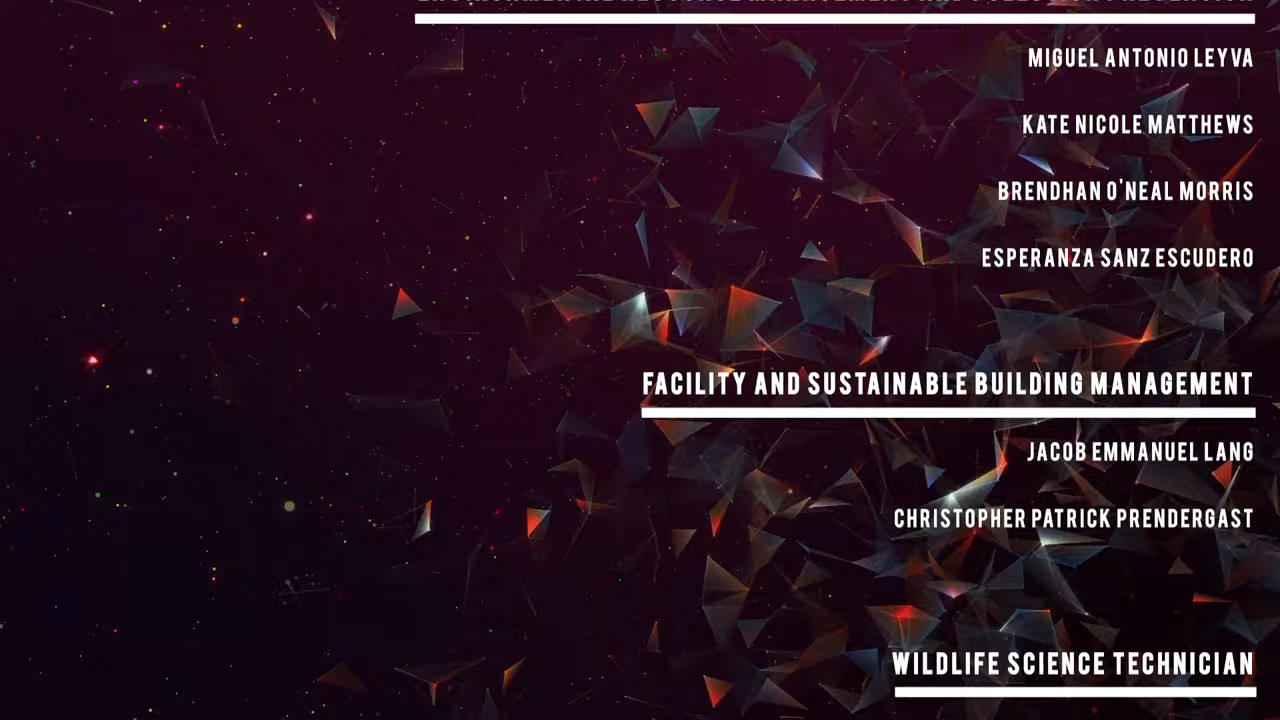 MIGUEL ANTONIO LEYVA
KATE NICOLE MATTHEWS
BRENDHAN O'NEAL MORRIS
ESPERANZA SANZ ESCUDERO
FACILITY AND SUSTAINABLE BUILDING MANAGEMENT
JACOB EMMANUEL LANG
CHRISTOPHER PATRICK PRENDERGAST
WILDLIFE SCIENCE TECHNICIAN